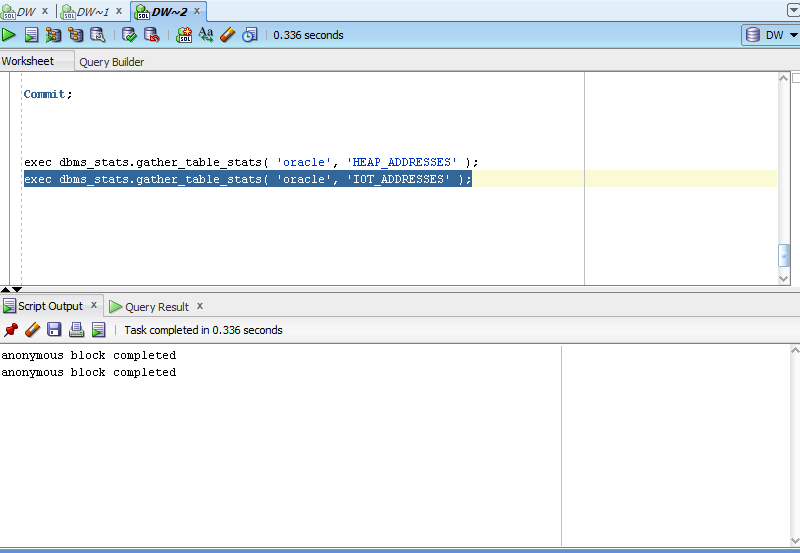 DW x DW~1 x DW~2 x
0.336 seconds DW
Worksheet Query Builder
Commit;
exec dbms_stats.gather_table_stats( 'oracle', 'HEAP_ADDRESSES' );
exec dbms_stats.gather_table_stats( 'oracle', 'IOT_ADDRESSES' );
Script Output x Query Result x
Task completed in 0.336 seconds
anonymous block completed
anonymous block completed